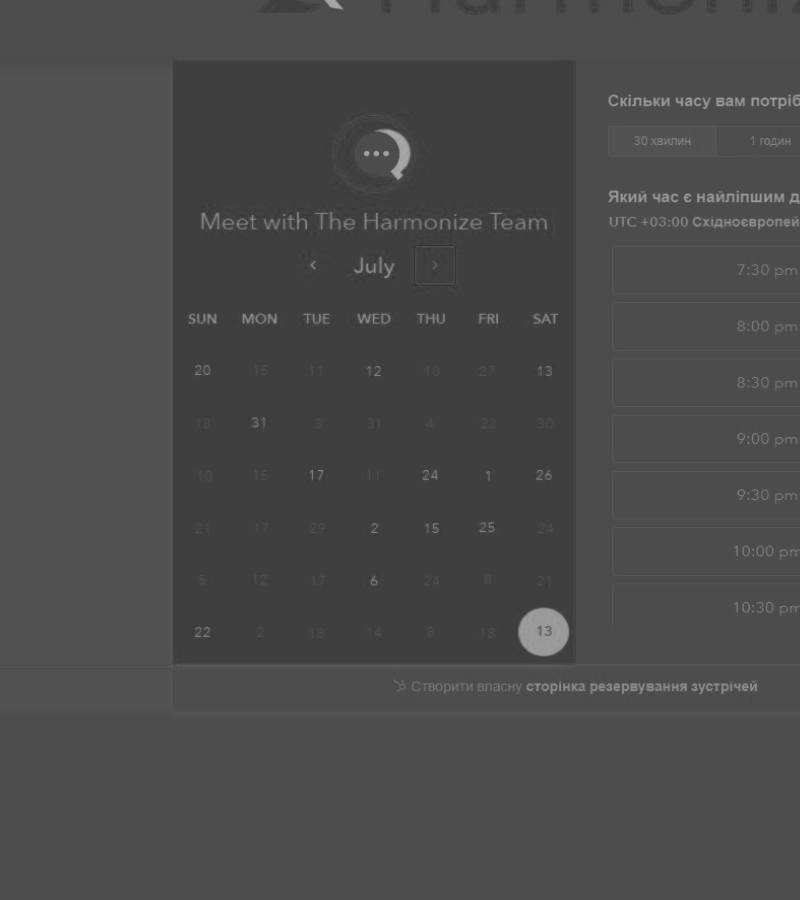 Harmoniz
Meet with The Harmonize Team
July
SUN MON TUE WED THU FRI SAT
20 15 11 12 10 27 13
18 31 3 31 4 22 30
10 15 17 11 24 1 26
21 17 29 2 15 25 24
5 12 17 6 24 8 21
22 2 18 14 8 18 13
Скільки часу вам потріб
30 хвилин 1 годин
Який час є найліпшим д
UTC +03:00 Східноєвропей
7:30 pm
8:00 pm
8:30 pm
9:00 pm
9:30 pm
10:00 pm
10:30 pm
Створити власну сторінка резервування зустрічей